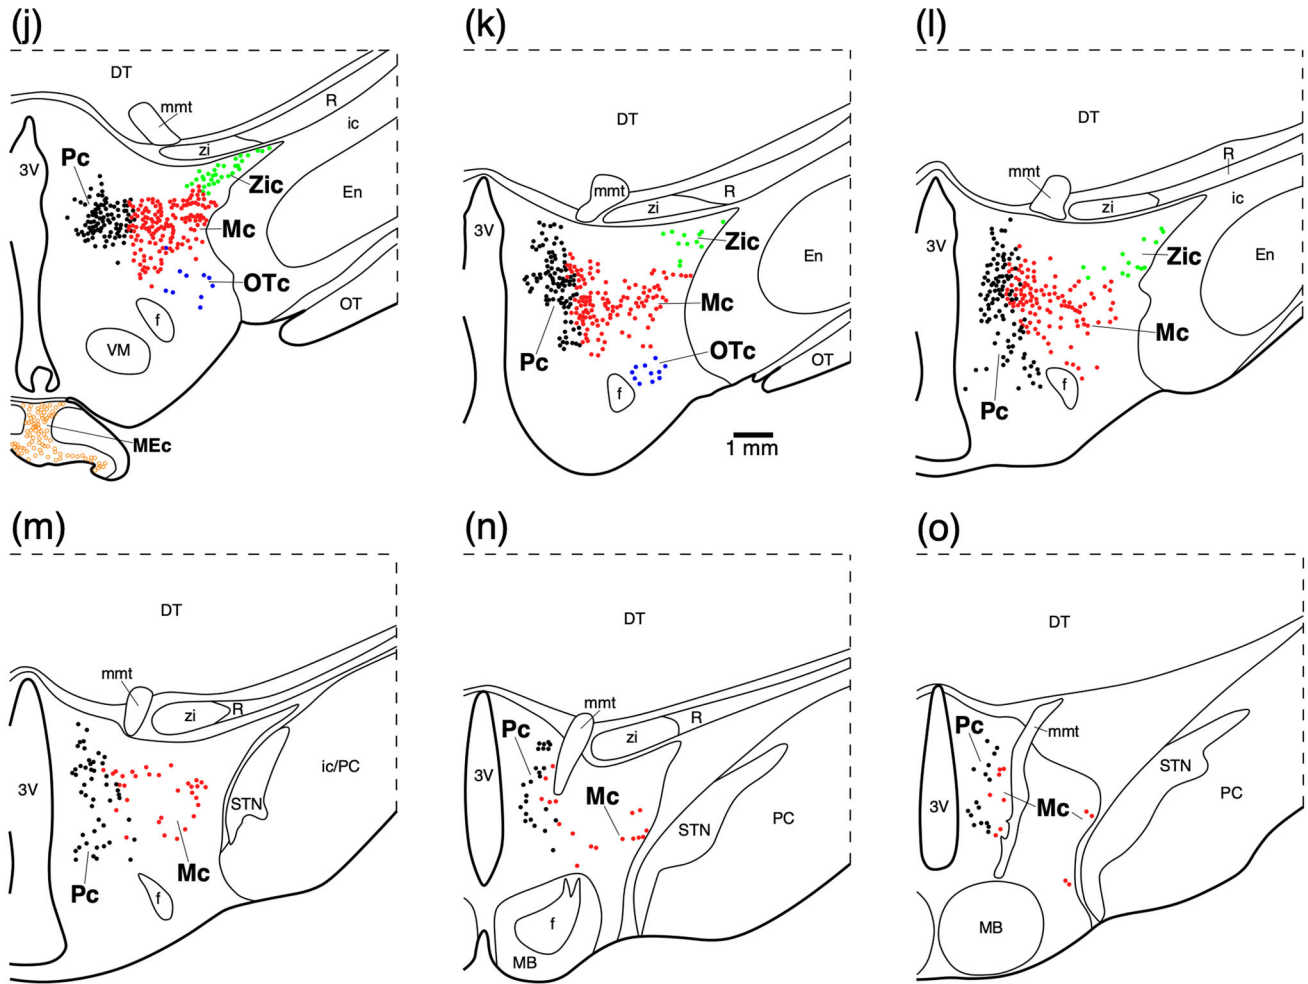 (j)
DT
mmt
R
ic
zi
3V
Pc
Zic
En
Mc
OTc
f
OT
VM
MEc
(k)
DT
mmt
R
zi
3V
Zic
En
Mc
Pc
OTc
OT
f
1 mm
(l)
DT
R
mmt
ic
zi
3V
Zic
En
Mc
f
Pc
(m)
DT
mmt
zi
R
ic/PC
3V
STN
Mc
Pc
f
(n)
DT
mmt
Pc
R
zi
3V
Mc
STN
PC
f
MB
(o)
DT
Pc
mmt
STN
PC
3V
Mc
MB